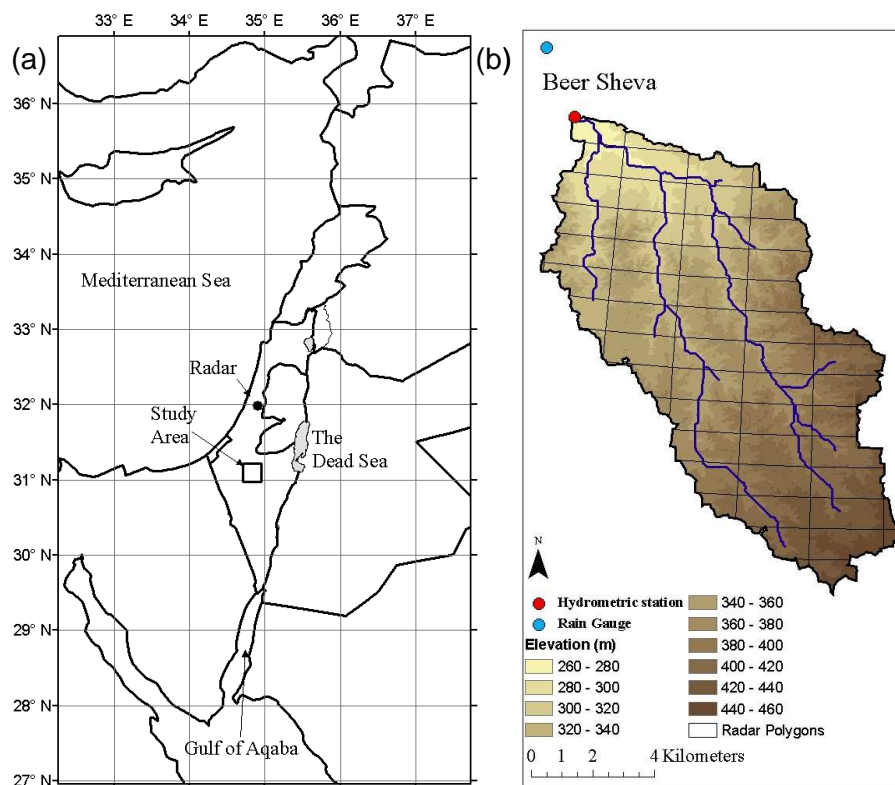 (a)
33° E 34° E 35° E 36° E 37° E
36° N
35° N
34° N
33° N
32° N
31° N
30° N
29° N
28° N
27° N
Mediterranean Sea
Radar
Study
Area
The
Dead Sea
Gulf of Aqaba
(b)
Beer Sheva
N
Hydrometric station
Rain Gauge
Elevation (m)
260 - 280
280 - 300
300 - 320
320 - 340
340 - 360
360 - 380
380 - 400
400 - 420
420 - 440
440 - 460
Radar Polygons
0 1 2 4 Kilometers